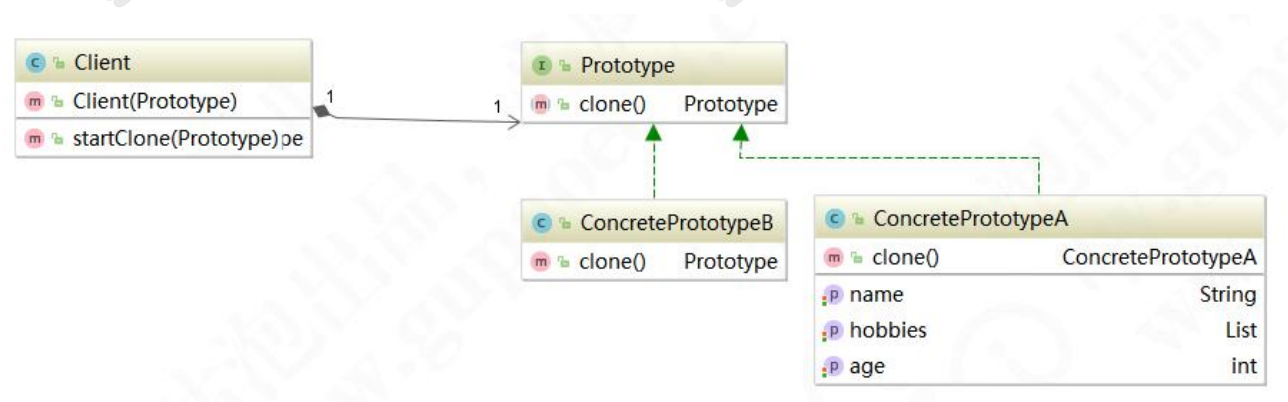 Client
Client(Prototype)
startClone(Prototype)pe
1
1
Prototype
clone() Prototype
ConcretePrototypeB
clone() Prototype
ConcretePrototypeA
clone() ConcretePrototypeA
name String
hobbies List
age int